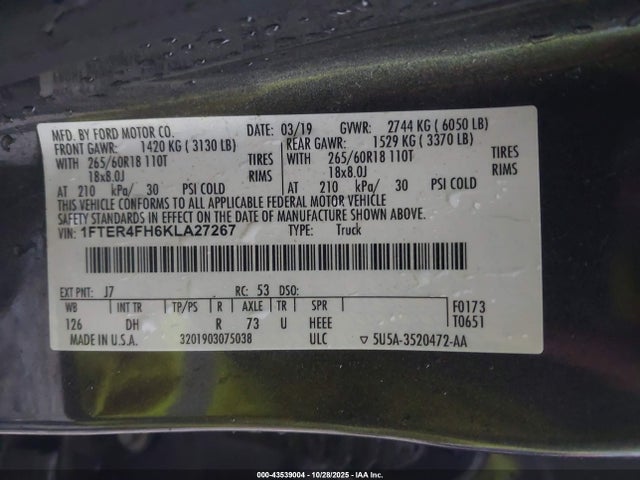 MFD. BY FORD MOTOR CO. DATE: 03/19 GVWR: 2744 KG ( 6050 LB)
FRONT GAWR: 1420 KG ( 3130 LB) REAR GAWR: 1529 KG ( 3370 LB)
WITH 265/60R18 110T TIRES WITH 265/60R18 110T TIRES
18x8.0J RIMS 18x8.0J RIMS
AT 210 kPa/ 30 PSI COLD AT 210 kPa/ 30 PSI COLD
THIS VEHICLE CONFORMS TO ALL APPLICABLE FEDERAL MOTOR VEHICLE
SAFETY STANDARDS IN EFFECT ON THE DATE OF MANUFACTURE SHOWN ABOVE.
VIN: 1FTER4FH6KLA27267 TYPE: Truck
EXT PNT: J7 RC: 53 DSO:
WB INT TR TP/PS R AXLE TR SPR F0173
126 DH R 73 U HEEE T0651
MADE IN U.S.A. 3201903075038 ULC ▽ 5U5A-3520472-AA
000-43539004 | 10/28/2025 | IAA Inc.